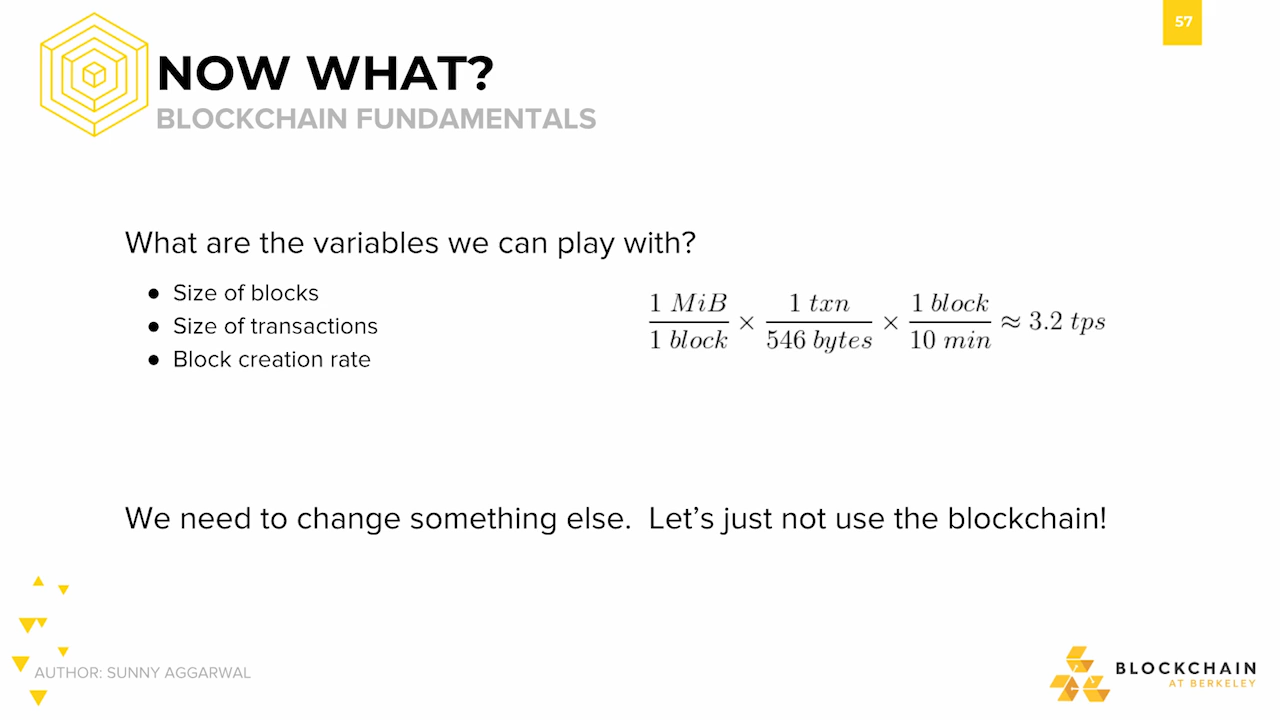 57
NOW WHAT?
BLOCKCHAIN FUNDAMENTALS
What are the variables we can play with?
● Size of blocks
● Size of transactions
● Block creation rate
1 MiB / 1 block × 1 txn / 546 bytes × 1 block / 10 min ≈ 3.2 tps
We need to change something else. Let's just not use the blockchain!
AUTHOR: SUNNY AGGARWAL
BLOCKCHAIN
AT BERKELEY